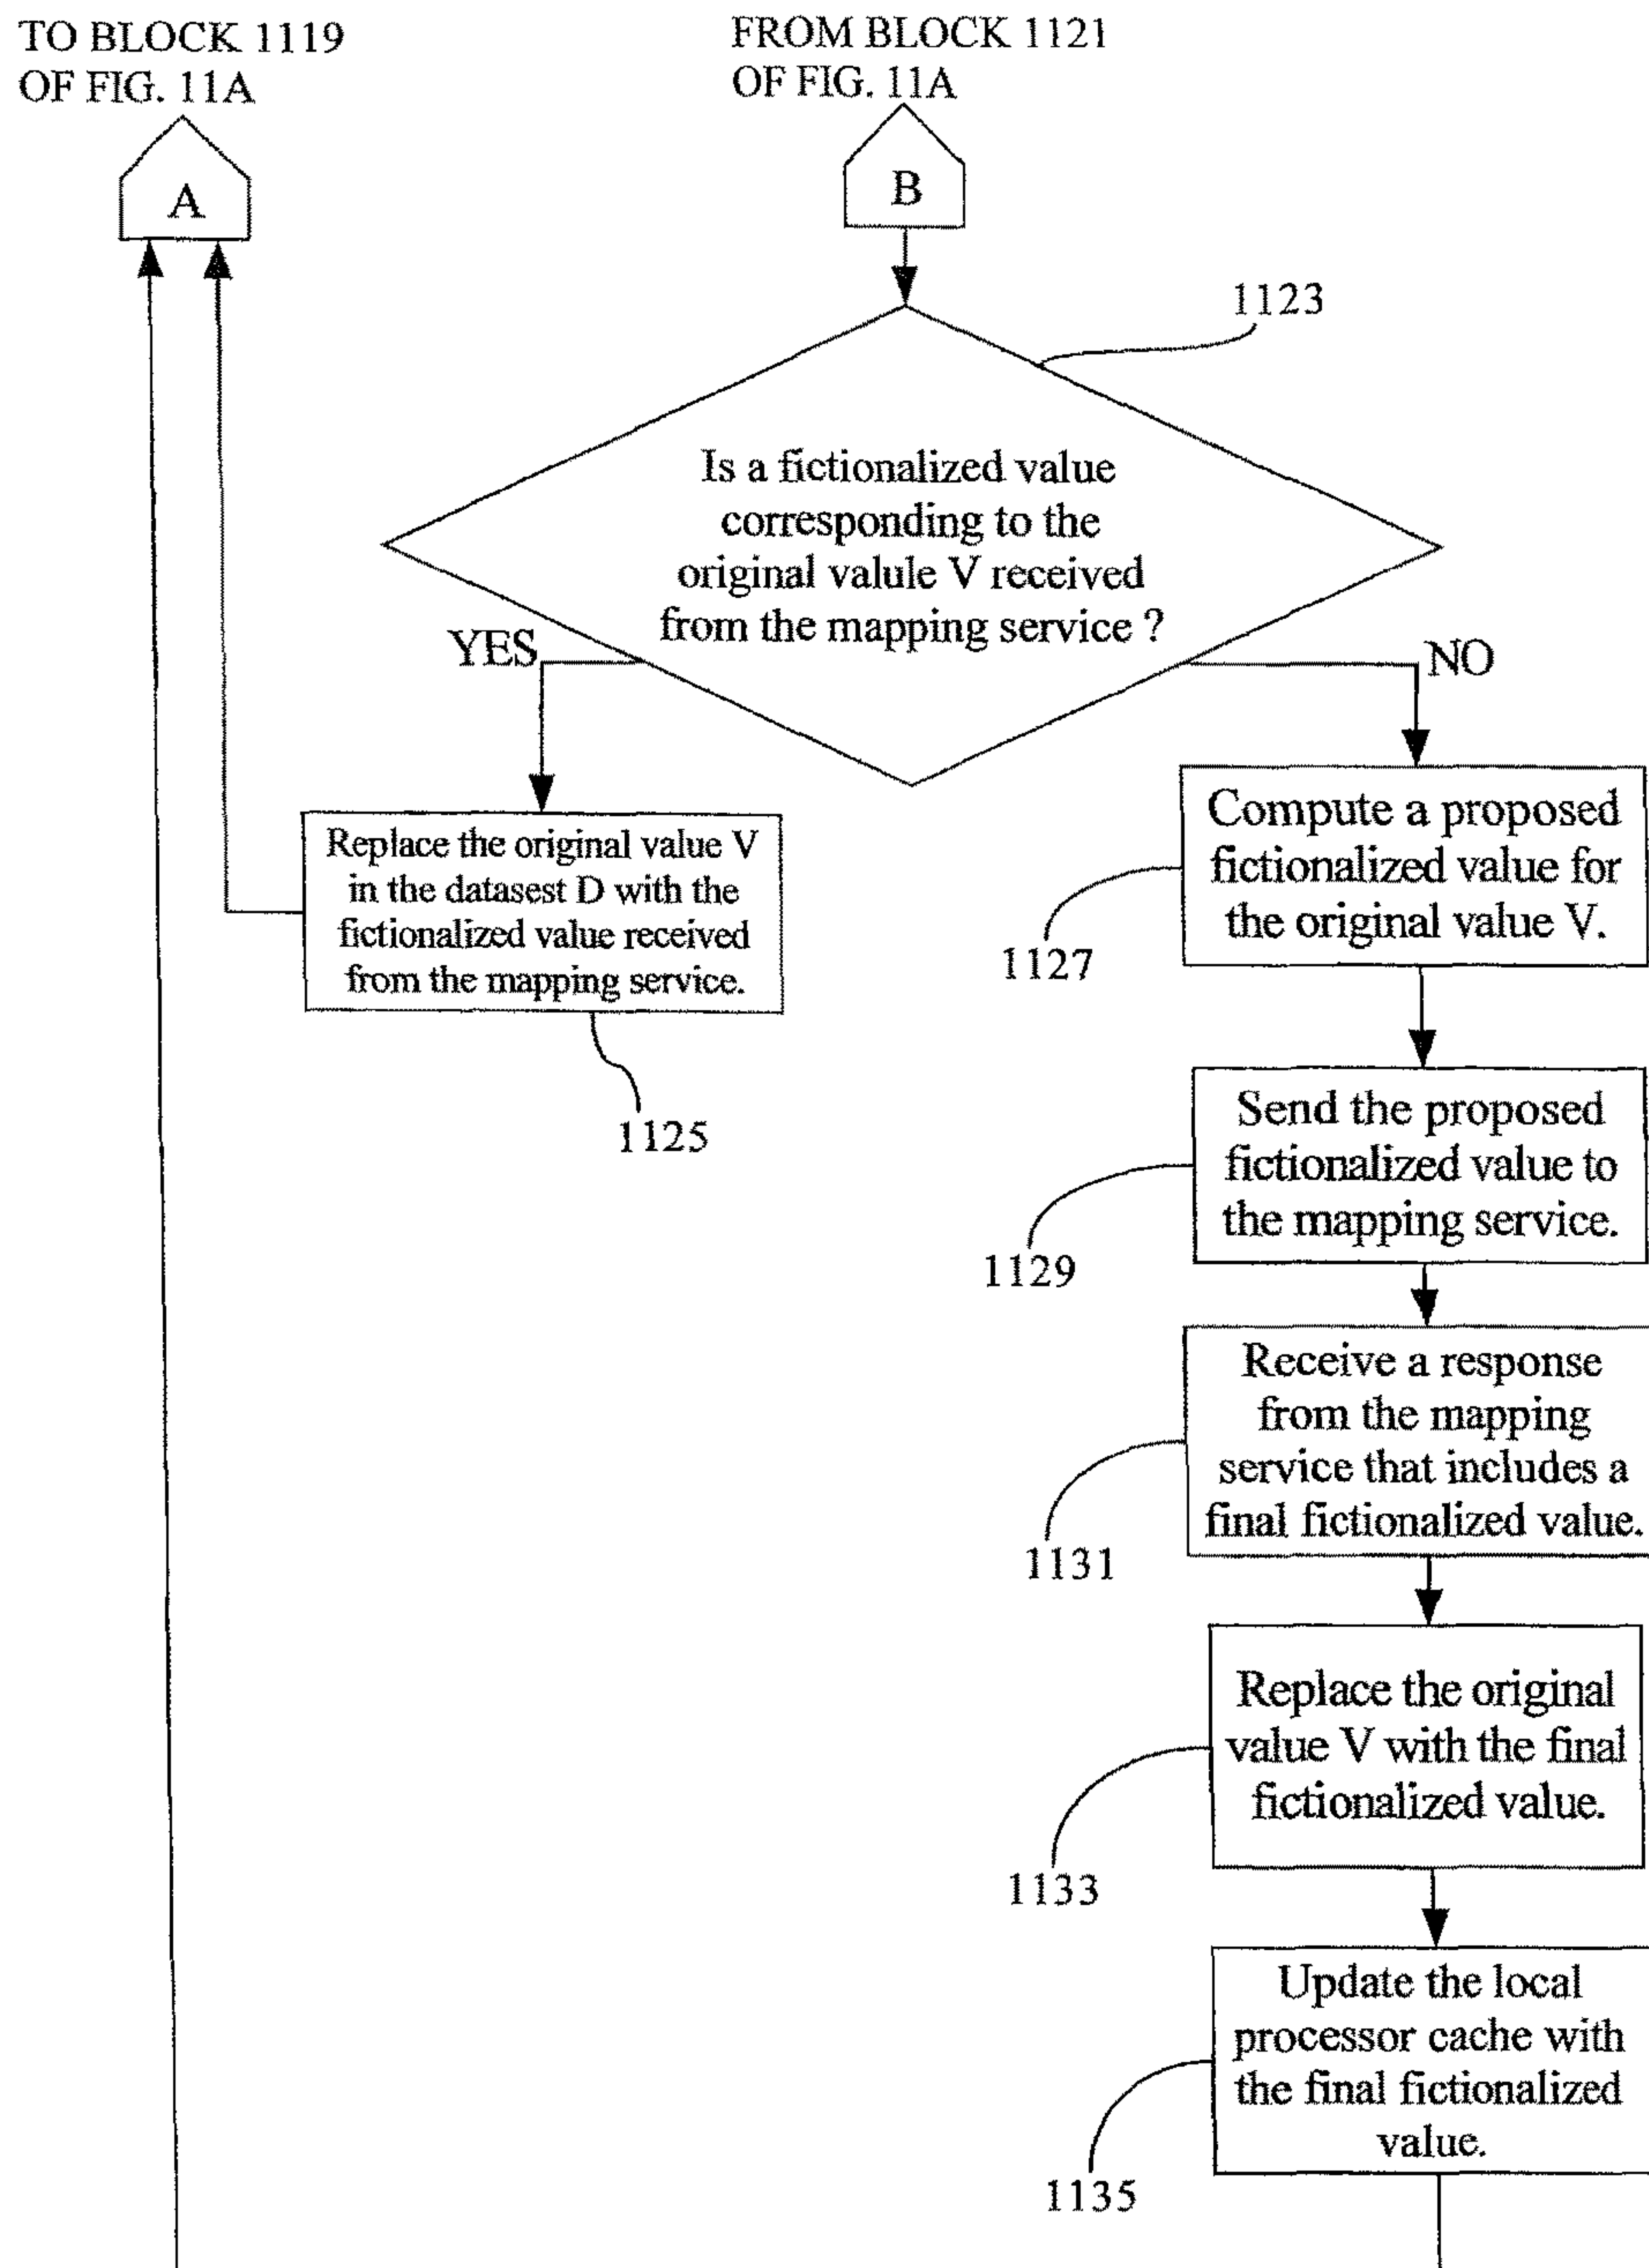 TO BLOCK 1119
OF FIG. 11A
FROM BLOCK 1121
OF FIG. 11A
A
B
1123
Is a fictionalized value
corresponding to the
original valule V received
from the mapping service ?
YES
NO
Replace the original value V
in the datasest D with the
fictionalized value received
from the mapping service.
1125
Compute a proposed
fictionalized value for
the original value V.
1127
Send the proposed
fictionalized value to
the mapping service.
1129
Receive a response
from the mapping
service that includes a
final fictionalized value.
1131
Replace the original
value V with the final
fictionalized value.
1133
Update the local
processor cache with
the final fictionalized
value.
1135